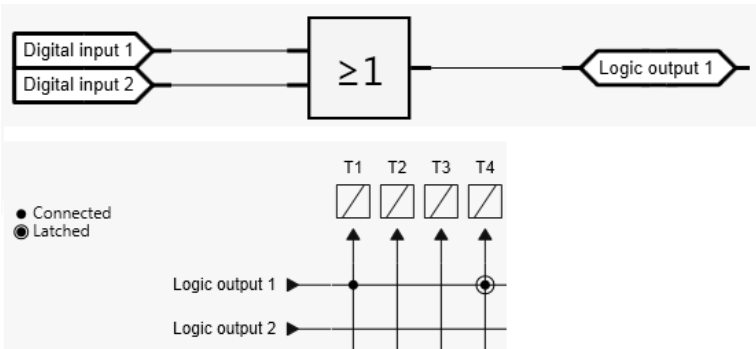 Digital input 1
Digital input 2
≥1
Logic output 1
T1 T2 T3 T4
Connected
Latched
Logic output 1
Logic output 2